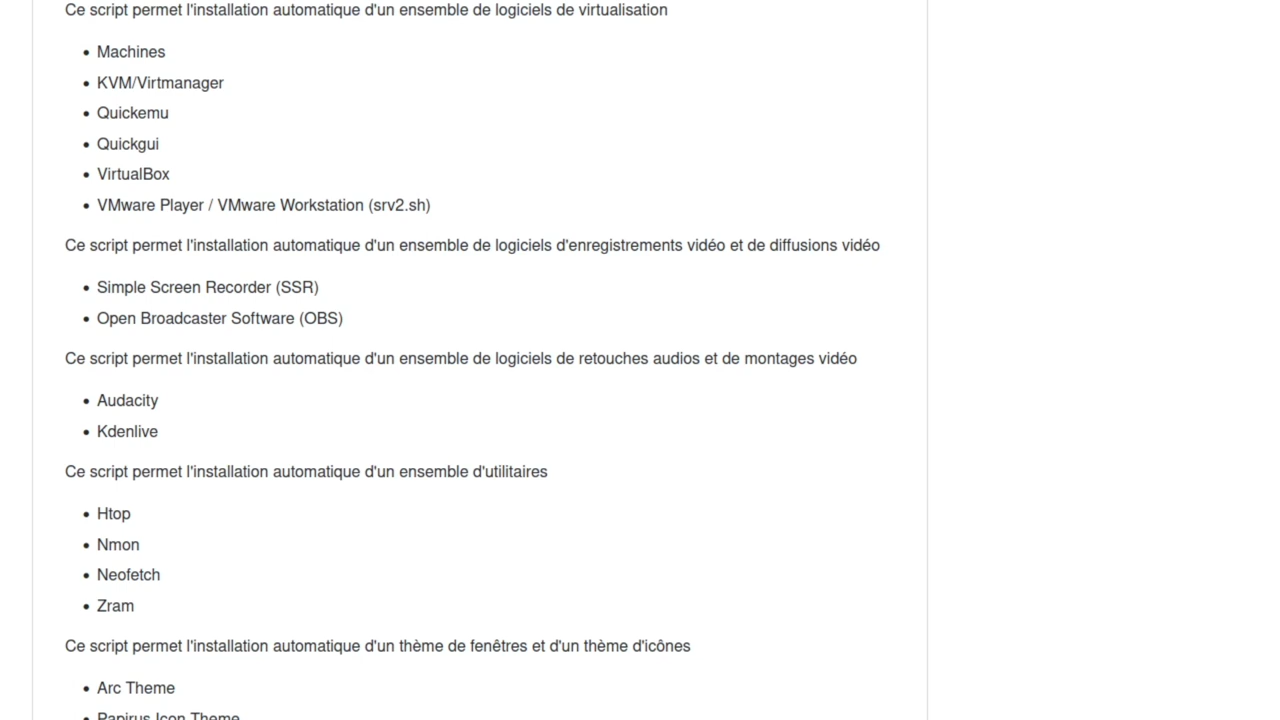 Ce script permet l'installation automatique d'un ensemble de logiciels de virtualisation
• Machines
• KVM/Virtmanager
• Quickemu
• Quickgui
• VirtualBox
• VMware Player / VMware Workstation (srv2.sh)
Ce script permet l'installation automatique d'un ensemble de logiciels d'enregistrements vidéo et de diffusions vidéo
• Simple Screen Recorder (SSR)
• Open Broadcaster Software (OBS)
Ce script permet l'installation automatique d'un ensemble de logiciels de retouches audios et de montages vidéo
• Audacity
• Kdenlive
Ce script permet l'installation automatique d'un ensemble d'utilitaires
• Htop
• Nmon
• Neofetch
• Zram
Ce script permet l'installation automatique d'un thème de fenêtres et d'un thème d'icônes
• Arc Theme
• Papirus Icon Theme